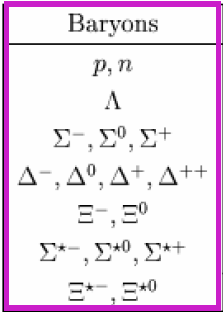 Baryons
p, n
Λ
Σ⁻, Σ⁰, Σ⁺
Δ⁻, Δ⁰, Δ⁺, Δ⁺⁺
Ξ⁻, Ξ⁰
Σ*⁻, Σ*⁰, Σ*⁺
Ξ*⁻, Ξ*⁰